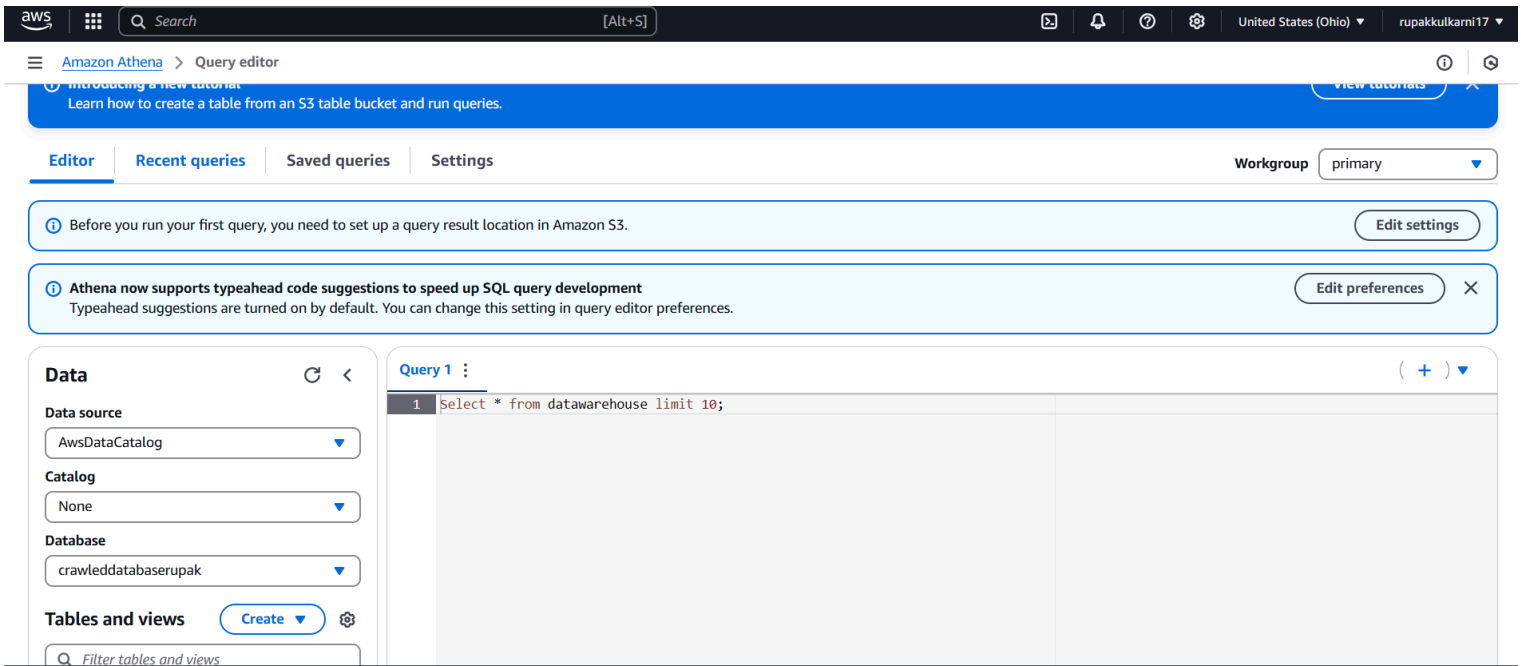 aws
Search [Alt+S]
United States (Ohio)
rupakkulkarni17
Amazon Athena > Query editor
Introducing a new tutorial
Learn how to create a table from an S3 table bucket and run queries.
View tutorials
Editor
Recent queries
Saved queries
Settings
Workgroup
primary
Before you run your first query, you need to set up a query result location in Amazon S3.
Edit settings
Athena now supports typeahead code suggestions to speed up SQL query development
Typeahead suggestions are turned on by default. You can change this setting in query editor preferences.
Edit preferences
Data
Data source
AwsDataCatalog
Catalog
None
Database
crawleddatabaserupak
Tables and views
Create
Filter tables and views
Query 1
1 Select * from datawarehouse limit 10;